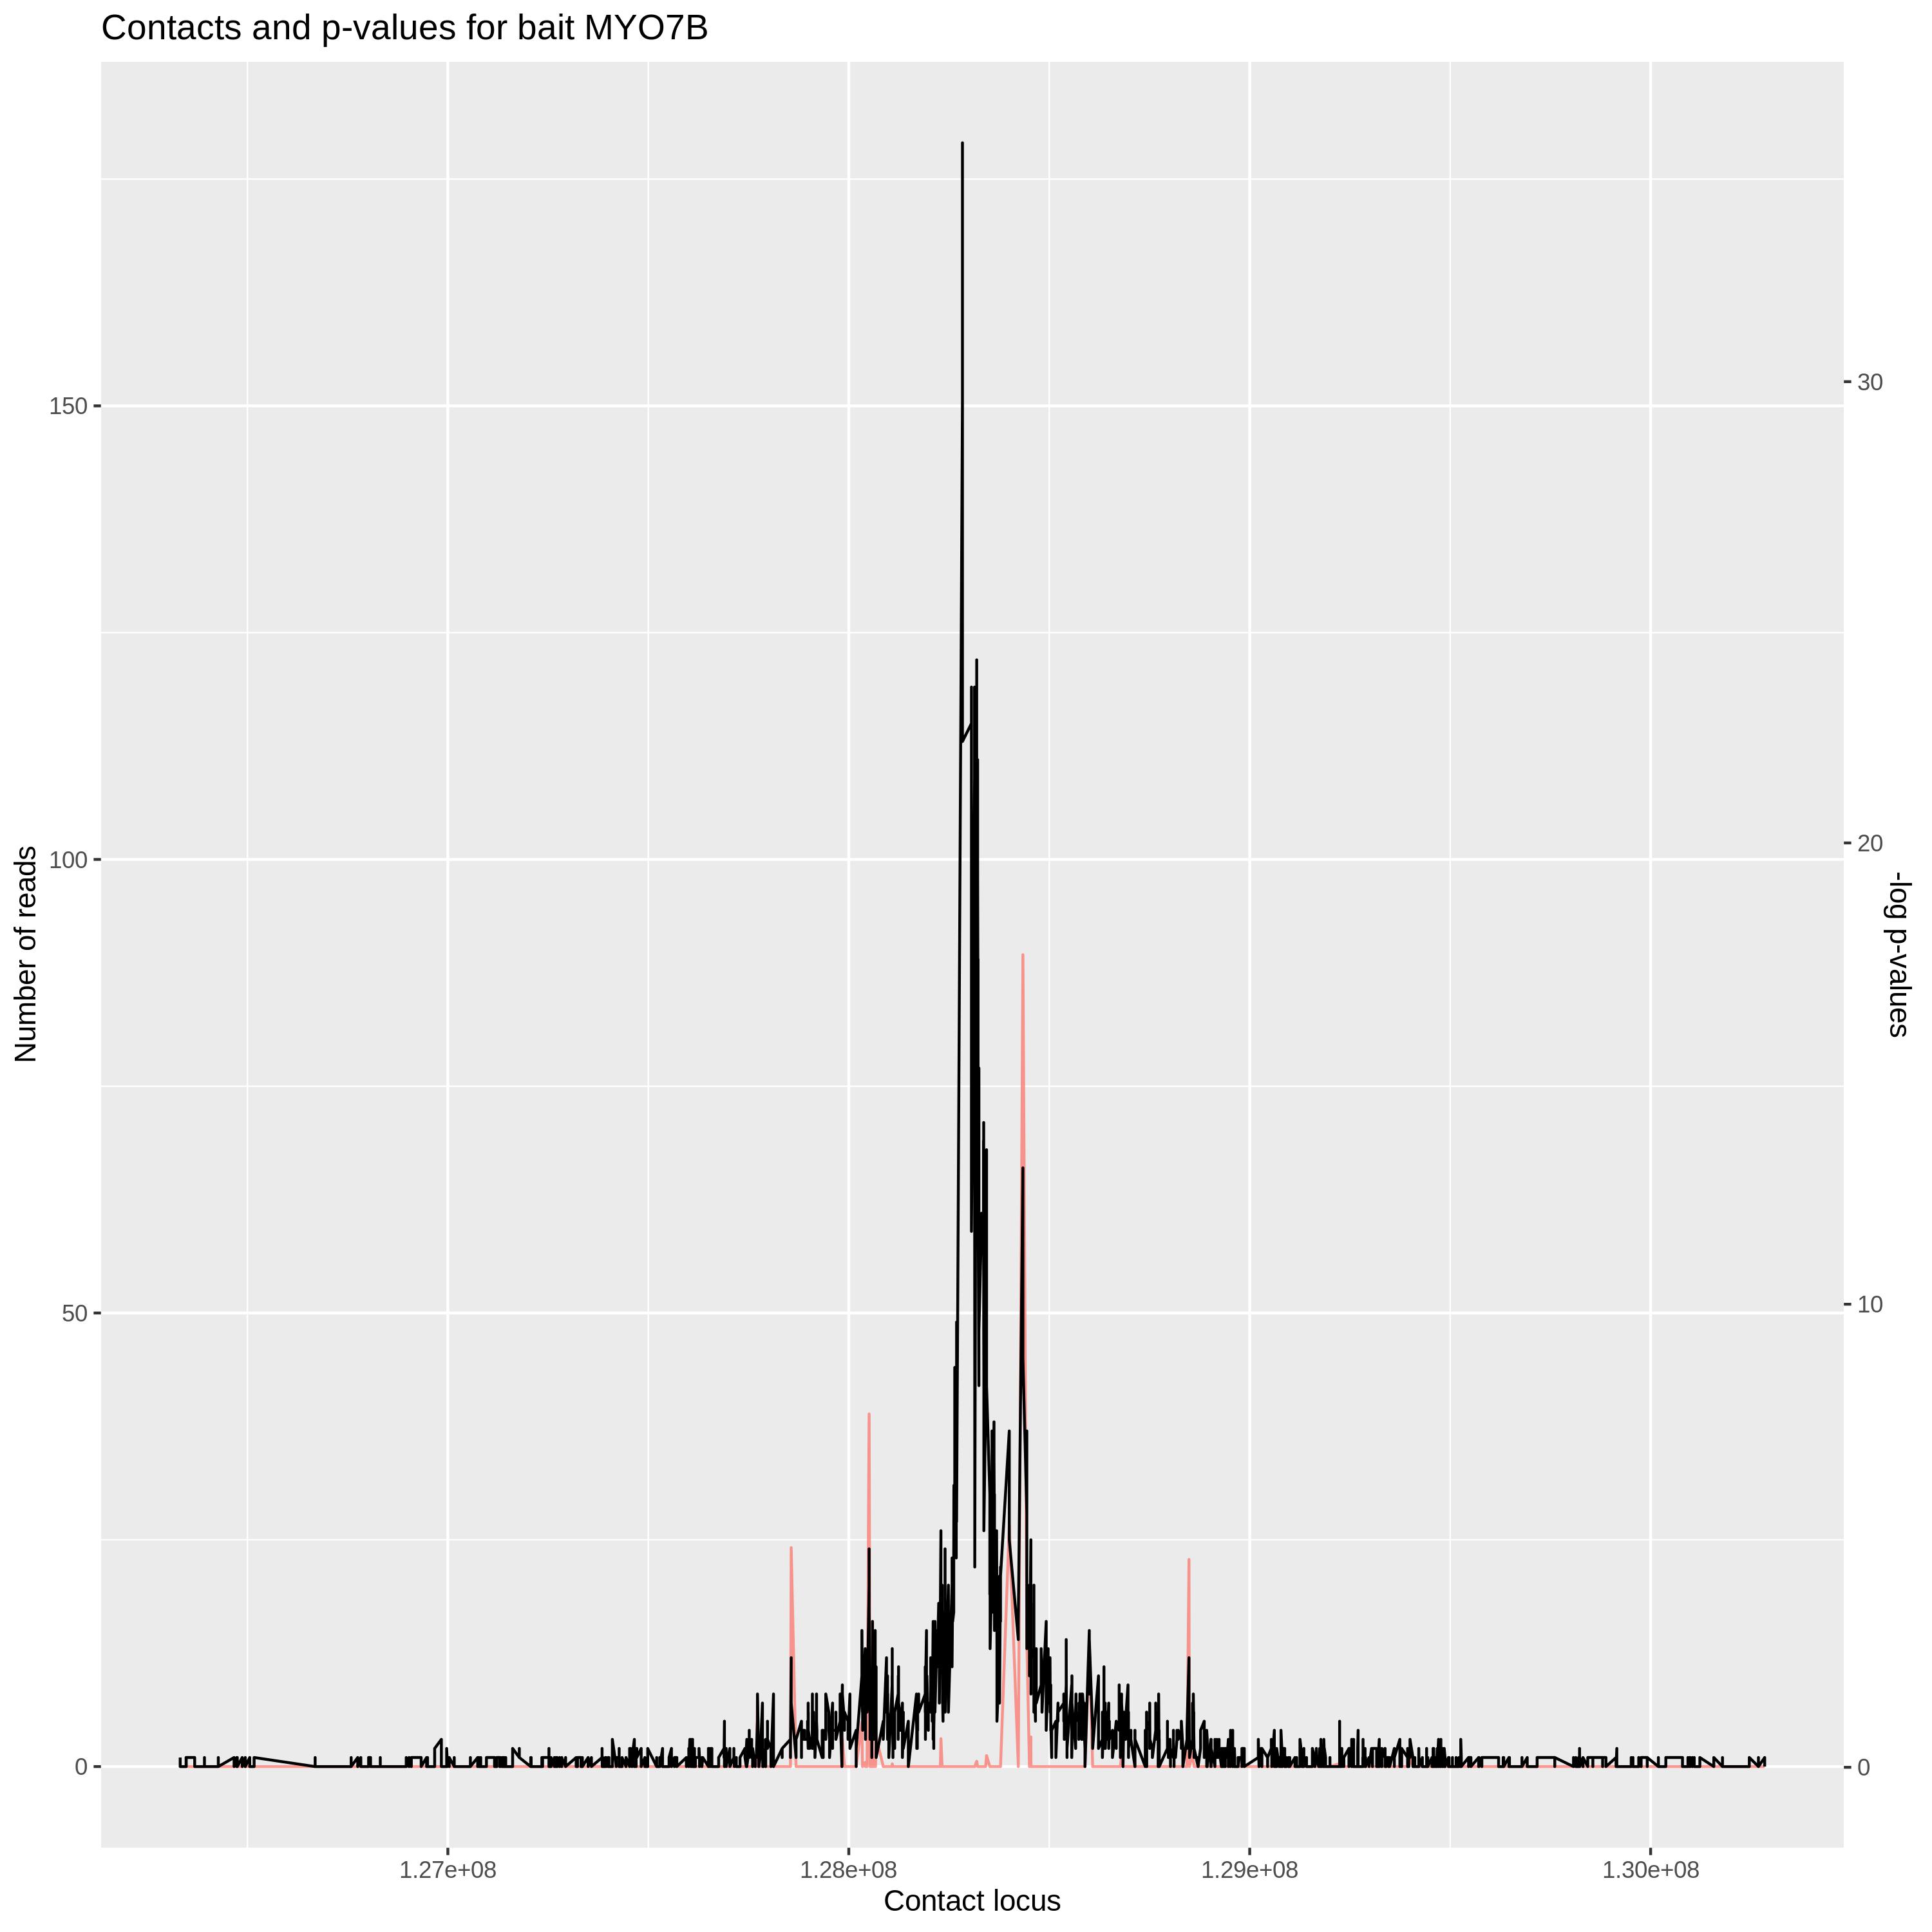 Contacts and p-values for bait MYO7B
150
100
50
0
Number of reads
30
20
10
0
-log p-values
1.27e+08 1.28e+08 1.29e+08 1.30e+08
Contact locus